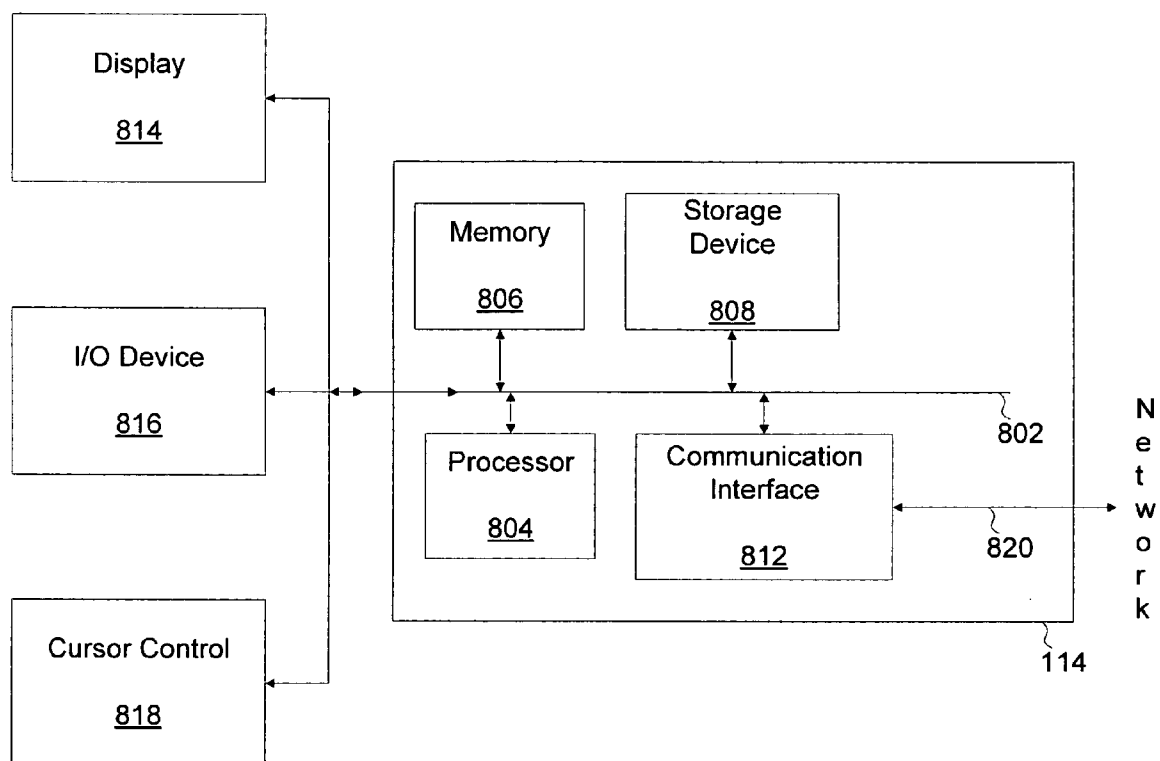 Display
814
I/O Device
816
Cursor Control
818
Memory
806
Storage
Device
808
Processor
804
Communication
Interface
812
802
820
114
Network